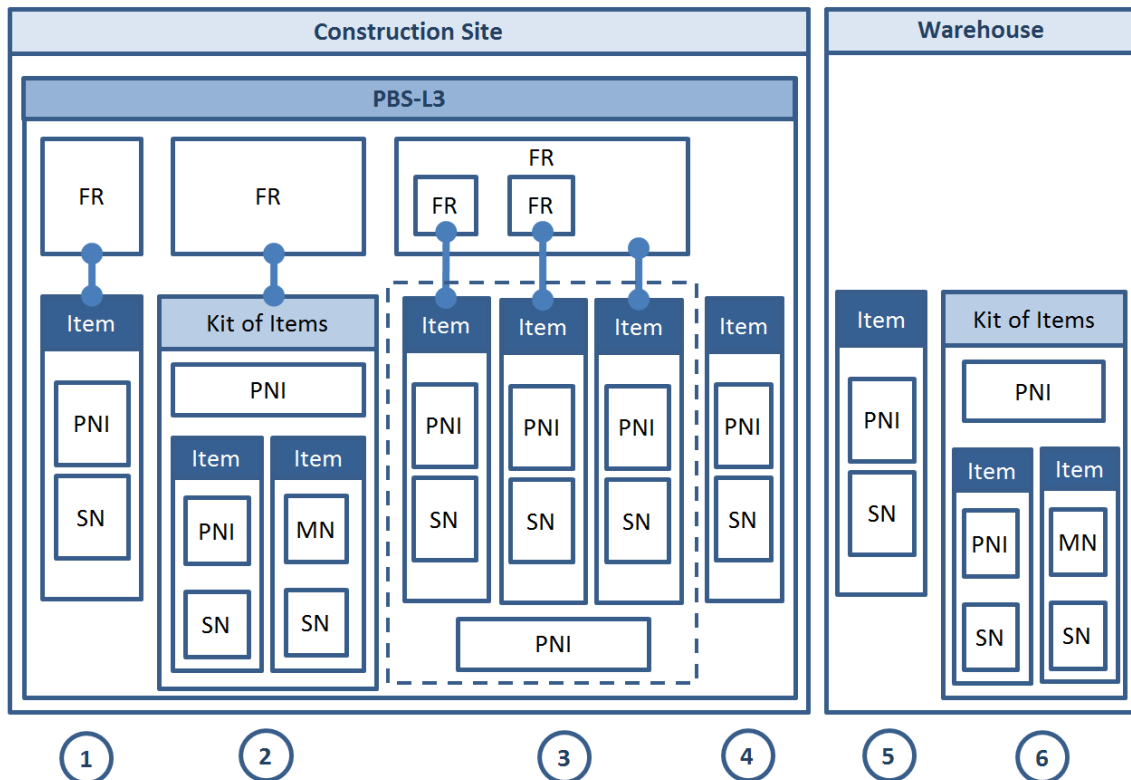 Construction Site
Warehouse
PBS-L3
FR
FR
FR
FR
FR
Item
Kit of Items
Item
Item
Item
Item
Item
Kit of Items
PNI
PNI
PNI
PNI
PNI
PNI
PNI
PNI
Item
Item
Item
Item
SN
PNI
MN
SN
SN
SN
SN
SN
PNI
MN
SN
SN
PNI
SN
SN
1
2
3
4
5
6